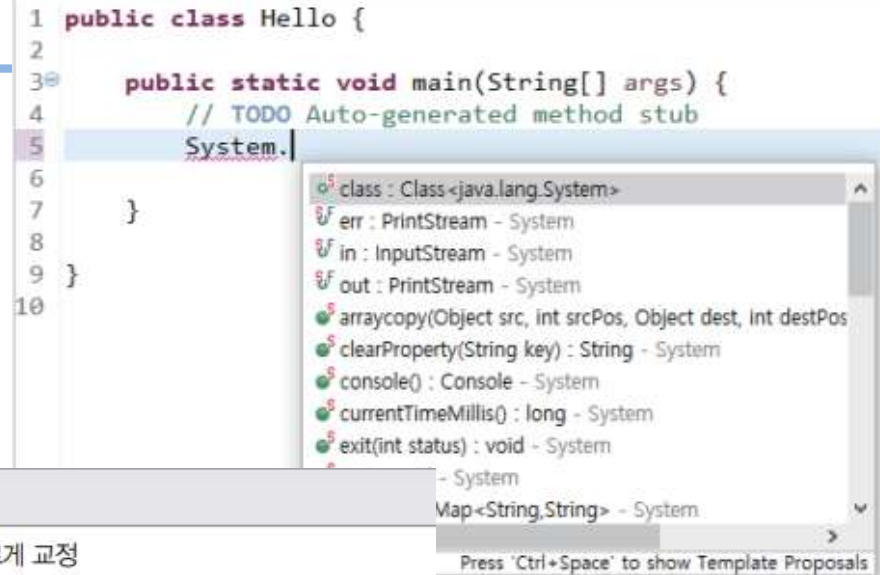 1 public class Hello {
2
3 public static void main(String[] args) {
4 // TODO Auto-generated method stub
5 System.
6
7 }
8
9 }
10
class : Class<java.lang.System>
err : PrintStream - System
in : InputStream - System
out : PrintStream - System
arraycopy(Object src, int srcPos, Object dest, int destPos
clearProperty(String key) : String - System
console() : Console - System
currentTimeMillis() : long - System
exit(int status) : void - System
- System
Map<String,String> - System
게 교정
Press 'Ctrl+Space' to show Template Proposals